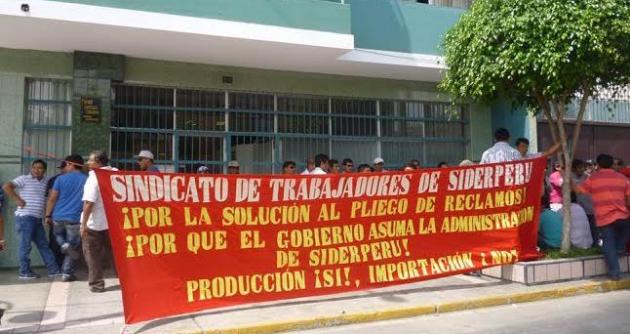 SINDICATO DE TRABAJADORES DE SIDERPERU
¡POR LA SOLUCIÓN AL PLIEGO DE RECLAMOS!
¡POR QUE EL GOBIERNO ASUMA LA ADMINISTRACIÓN
DE SIDERPERU!
PRODUCCIÓN ¡SI!, IMPORTACIÓN ¡NO!